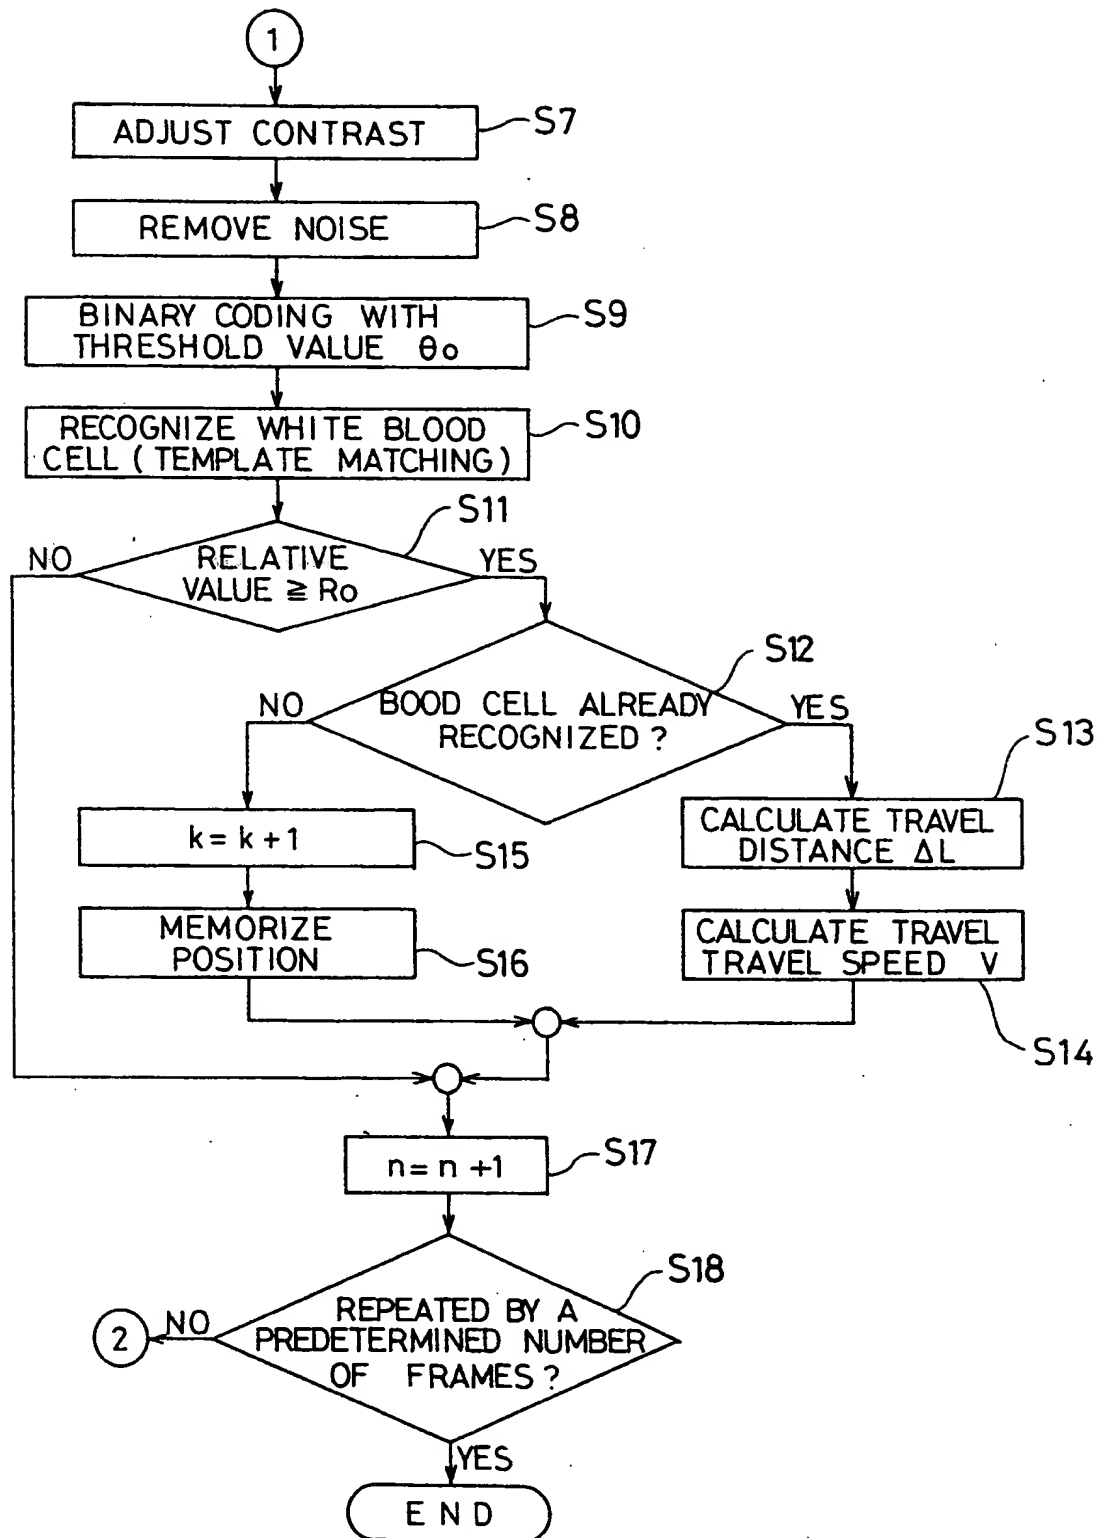 1
ADJUST CONTRAST
S7
REMOVE NOISE
S8
BINARY CODING WITH
THRESHOLD VALUE θo
S9
RECOGNIZE WHITE BLOOD
CELL (TEMPLATE MATCHING)
S10
S11
NO
RELATIVE
VALUE ≧ Ro
YES
S12
NO
BOOD CELL ALREADY
RECOGNIZED?
YES
S13
k = k + 1
S15
CALCULATE TRAVEL
DISTANCE ΔL
MEMORIZE
POSITION
S16
CALCULATE TRAVEL
TRAVEL SPEED V
S14
n = n + 1
S17
S18
REPEATED BY A
PREDETERMINED NUMBER
OF FRAMES?
NO
2
YES
END